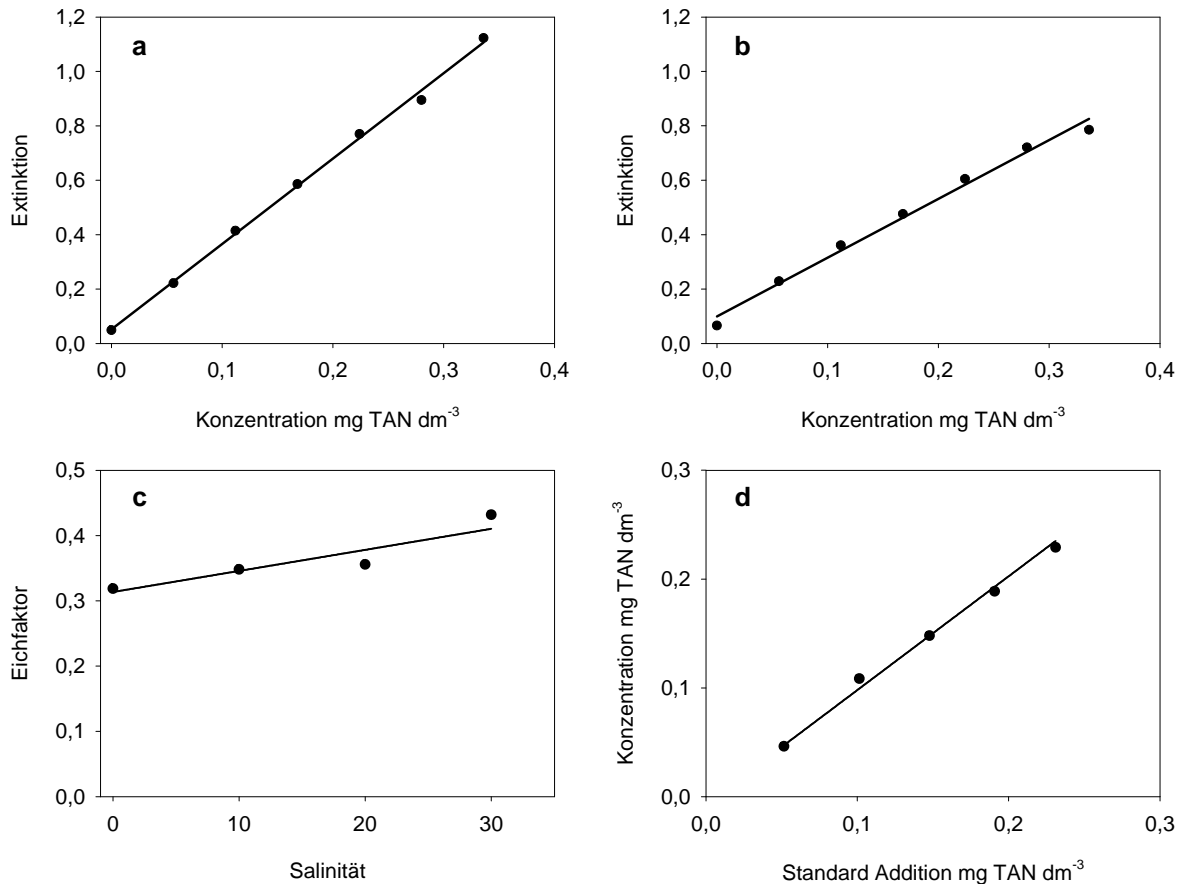 a
Extinktion
1,2
1,0
0,8
0,6
0,4
0,2
0,0
0,0 0,1 0,2 0,3 0,4
Konzentration mg TAN dm⁻³
b
Extinktion
1,2
1,0
0,8
0,6
0,4
0,2
0,0
0,0 0,1 0,2 0,3 0,4
Konzentration mg TAN dm⁻³
c
Eichfaktor
0,5
0,4
0,3
0,2
0,1
0,0
0 10 20 30
Salinität
d
Konzentration mg TAN dm⁻³
0,3
0,2
0,1
0,0
0,0 0,1 0,2 0,3
Standard Addition mg TAN dm⁻³